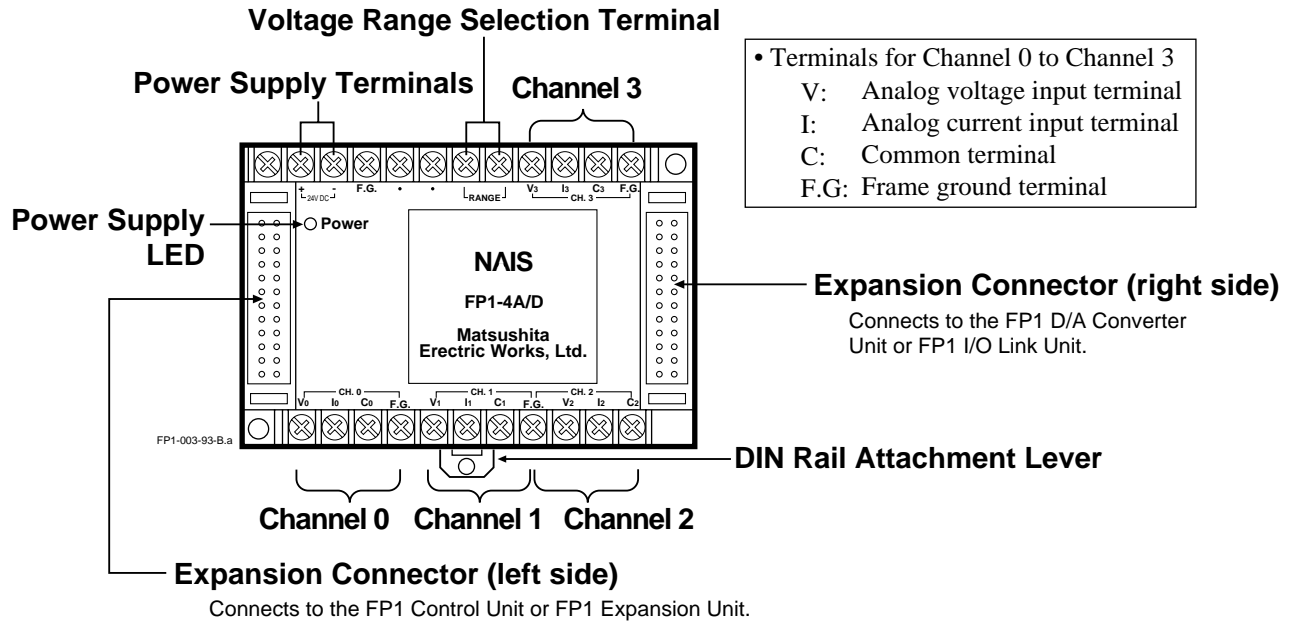 Voltage Range Selection Terminal
Power Supply Terminals
Channel 3
• Terminals for Channel 0 to Channel 3
V: Analog voltage input terminal
I: Analog current input terminal
C: Common terminal
F.G: Frame ground terminal
+ - F.G. • • V3 I3 C3 F.G.
24V DC RANGE CH. 3
Power Supply
LED
Power
NΛIS
FP1-4A/D
Matsushita
Erectric Works, Ltd.
Expansion Connector (right side)
Connects to the FP1 D/A Converter
Unit or FP1 I/O Link Unit.
CH. 0 CH. 1 CH. 2
V0 I0 C0 F.G. V1 I1 C1 F.G. V2 I2 C2
FP1-003-93-B.a
DIN Rail Attachment Lever
Channel 0 Channel 1 Channel 2
Expansion Connector (left side)
Connects to the FP1 Control Unit or FP1 Expansion Unit.